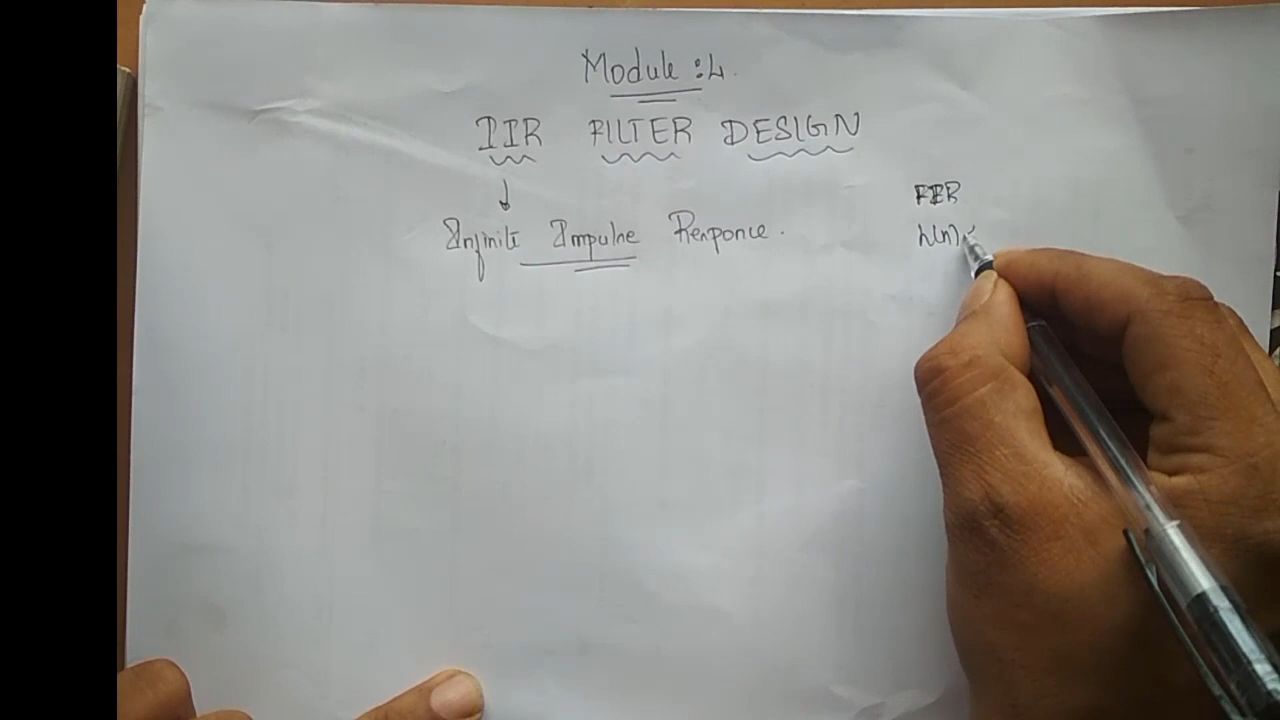 Module :4.
IIR FILTER DESIGN
↓
Infinite Impulse Responce.
FIR
h(n)